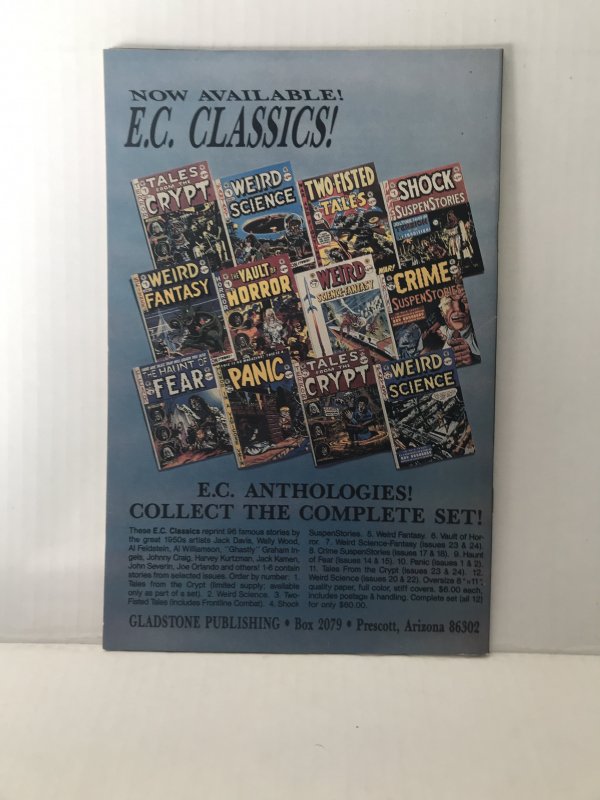 NOW AVAILABLE!
E.C. CLASSICS!
TALES
FROM THE
CRYPT
WEIRD
SCIENCE
TWO-FISTED
TALES
SHOCK
SUSPENSTORIES
WEIRD
FANTASY
THE VAULT OF
HORROR
WEIRD
SCIENCE-FANTASY
CRIME
SUSPENSTORIES
THE HAUNT OF
FEAR
PANIC
TALES
FROM THE
CRYPT
WEIRD
SCIENCE
E.C. ANTHOLOGIES!
COLLECT THE COMPLETE SET!
These E.C. Classics reprint 96 famous stories by
the great 1950s artists Jack Davis, Wally Wood,
Al Feldstein, Al Williamson, "Ghastly" Graham In-
gels, Johnny Craig, Harvey Kurtzman, Jack Kamen,
John Severin, Joe Orlando and others! 1-6 contain
stories from selected issues. Order by number: 1.
Tales from the Crypt (limited supply; available
only as part of a set). 2. Weird Science. 3. Two-
Fisted Tales (includes Frontline Combat). 4. Shock
SuspenStories. 5. Weird Fantasy. 6. Vault of Hor-
ror. 7. Weird Science-Fantasy (issues 23 & 24).
8. Crime SuspenStories (issues 17 & 18). 9. Haunt
of Fear (issues 14 & 15). 10. Panic (issues 1 & 2).
11. Tales From the Crypt (issues 23 & 24). 12.
Weird Science (issues 20 & 22). Oversize 8" x 11",
quality paper, full color, stiff covers. $6.00 each,
includes postage & handling. Complete set (all 12)
for only $60.00.
GLADSTONE PUBLISHING • Box 2079 • Prescott, Arizona 86302